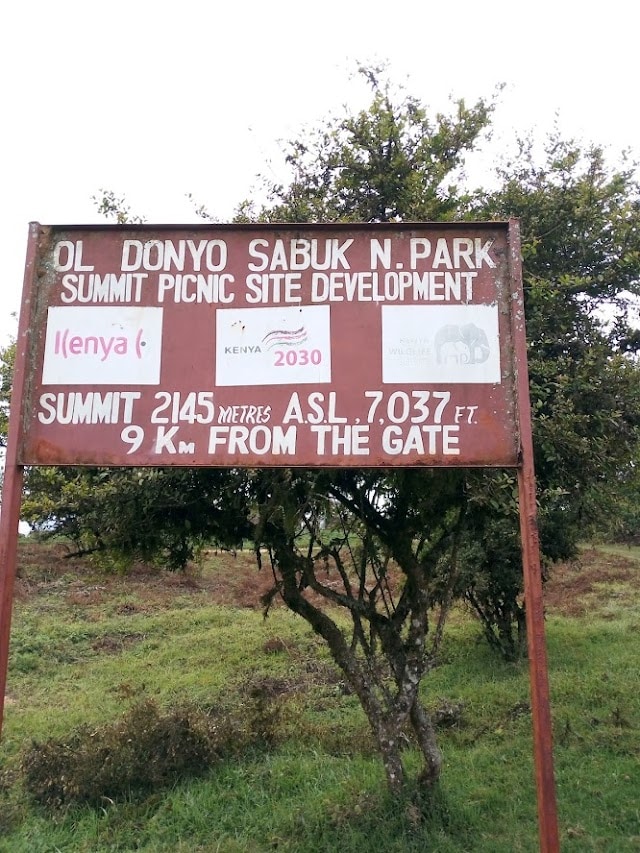 OL DONYO SABUK N. PARK
SUMMIT PICNIC SITE DEVELOPMENT
Kenya
KENYA
2030
SUMMIT 2145 METRES A.S.L, 7,037 FT.
9 KM FROM THE GATE